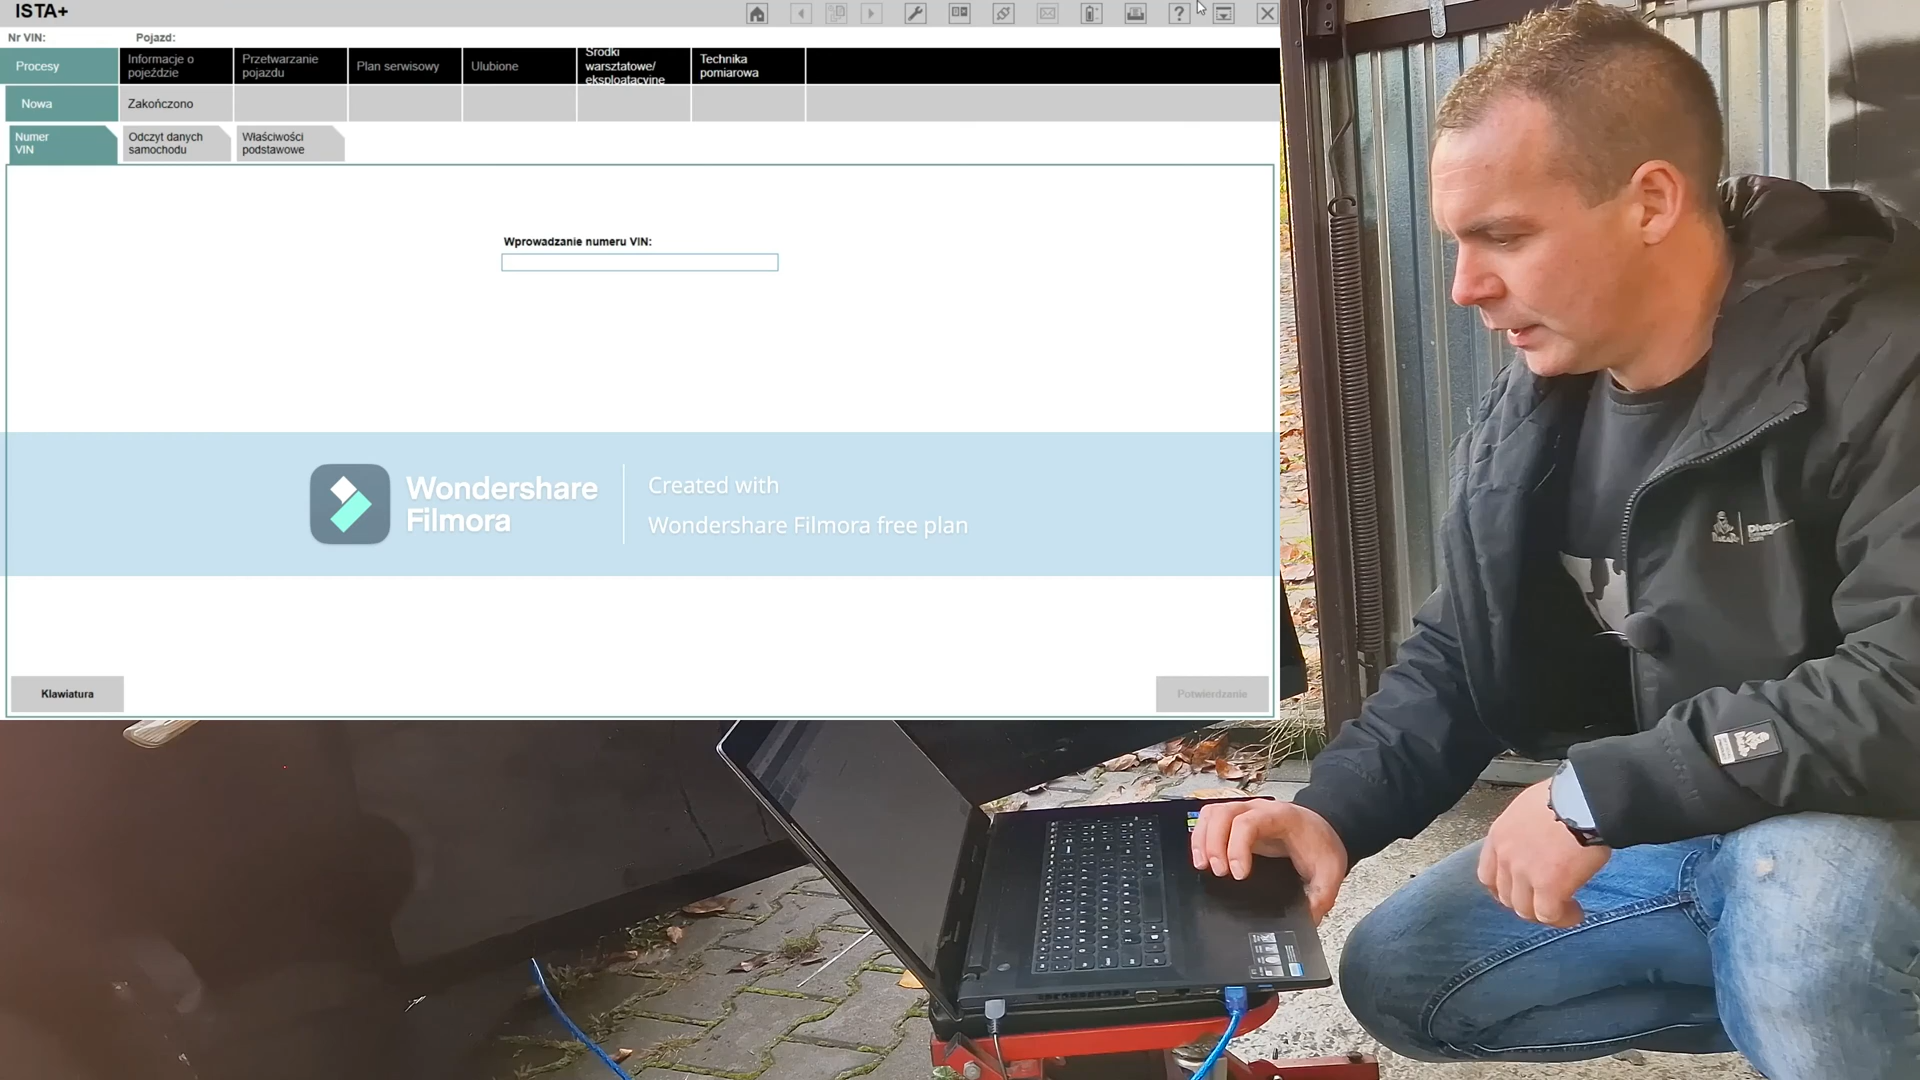 ISTA+
Nr VIN:
Pojazd:
Procesy
Informacje o
pojeździe
Przetwarzanie
pojazdu
Plan serwisowy
Ulubione
Środki
warsztatowe/
eksploatacyjne
Technika
pomiarowa
Nowa
Zakończono
Numer
VIN
Odczyt danych
samochodu
Właściwości
podstawowe
Wprowadzanie numeru VIN:
Wondershare
Filmora
Created with
Wondershare Filmora free plan
Klawiatura
Potwierdzanie